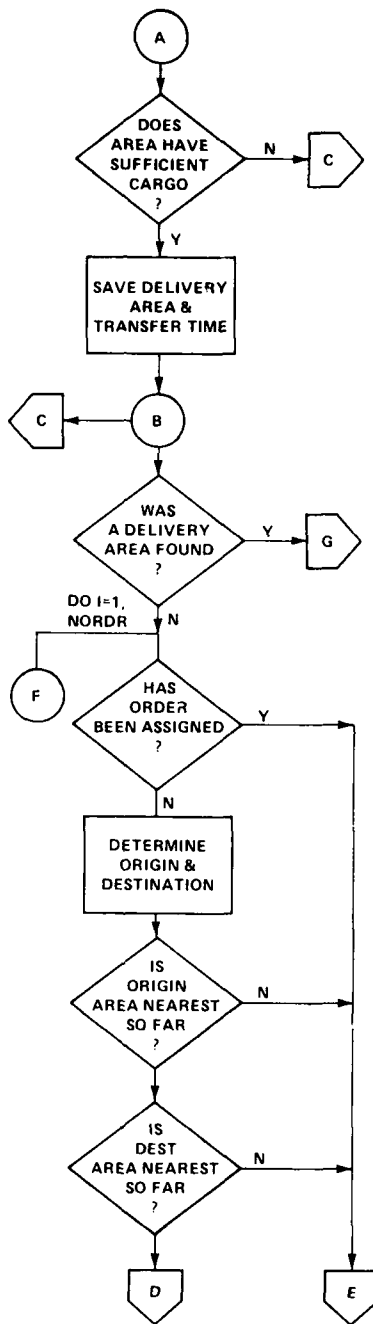 A
DOES
AREA HAVE
SUFFICIENT
CARGO
?
N
C
Y
SAVE DELIVERY
AREA &
TRANSFER TIME
C
B
WAS
A DELIVERY
AREA FOUND
?
Y
G
DO I=1,
NORDR
N
F
HAS
ORDER
BEEN ASSIGNED
?
Y
N
DETERMINE
ORIGIN &
DESTINATION
IS
ORIGIN
AREA NEAREST
SO FAR
?
N
IS
DEST
AREA NEAREST
SO FAR
?
N
D
E